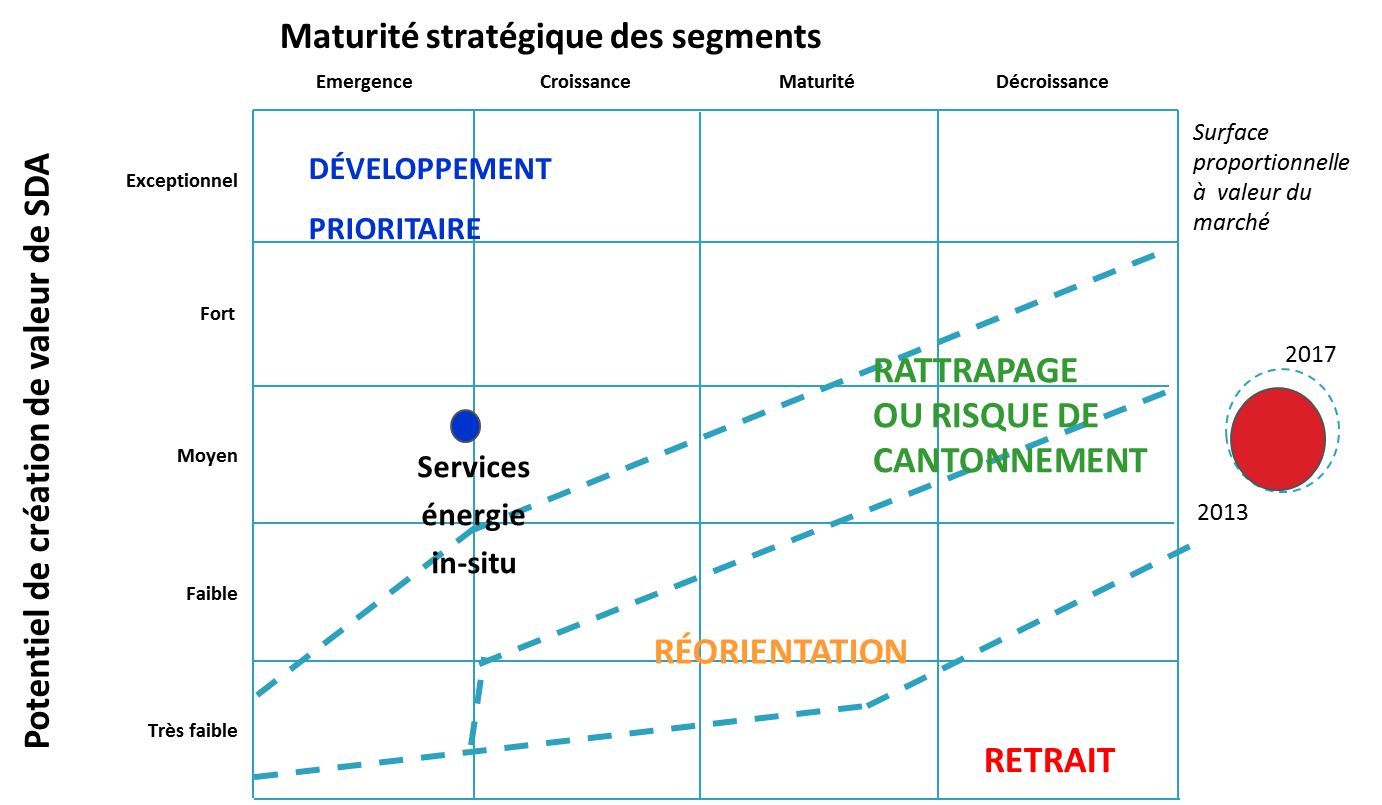 Maturité stratégique des segments
Emergence
Croissance
Maturité
Décroissance
Potentiel de création de valeur de SDA
Exceptionnel
Fort
Moyen
Faible
Très faible
DÉVELOPPEMENT
PRIORITAIRE
Services
énergie
in-situ
RATTRAPAGE
OU RISQUE DE
CANTONNEMENT
RÉORIENTATION
RETRAIT
Surface
proportionnelle
à valeur du
marché
2017
2013